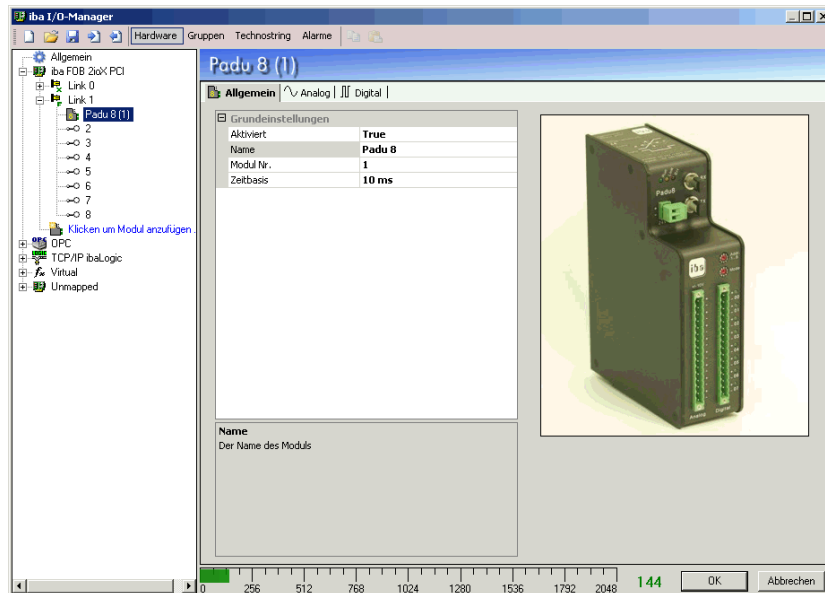 iba I/O-Manager
Hardware Gruppen Technostring Alarme
Allgemein
iba FOB 2ioX PCI
Link 0
Link 1
Padu 8 (1)
2
3
4
5
6
7
8
Klicken um Modul anzufügen .
OPC
TCP/IP ibaLogic
Virtual
Unmapped
Padu 8 (1)
Allgemein Analog Digital
Grundeinstellungen
Aktiviert True
Name Padu 8
Modul Nr. 1
Zeitbasis 10 ms
Padu8
iba
Analog Digital
Name
Der Name des Moduls
0 256 512 768 1024 1280 1536 1792 2048
144
OK Abbrechen